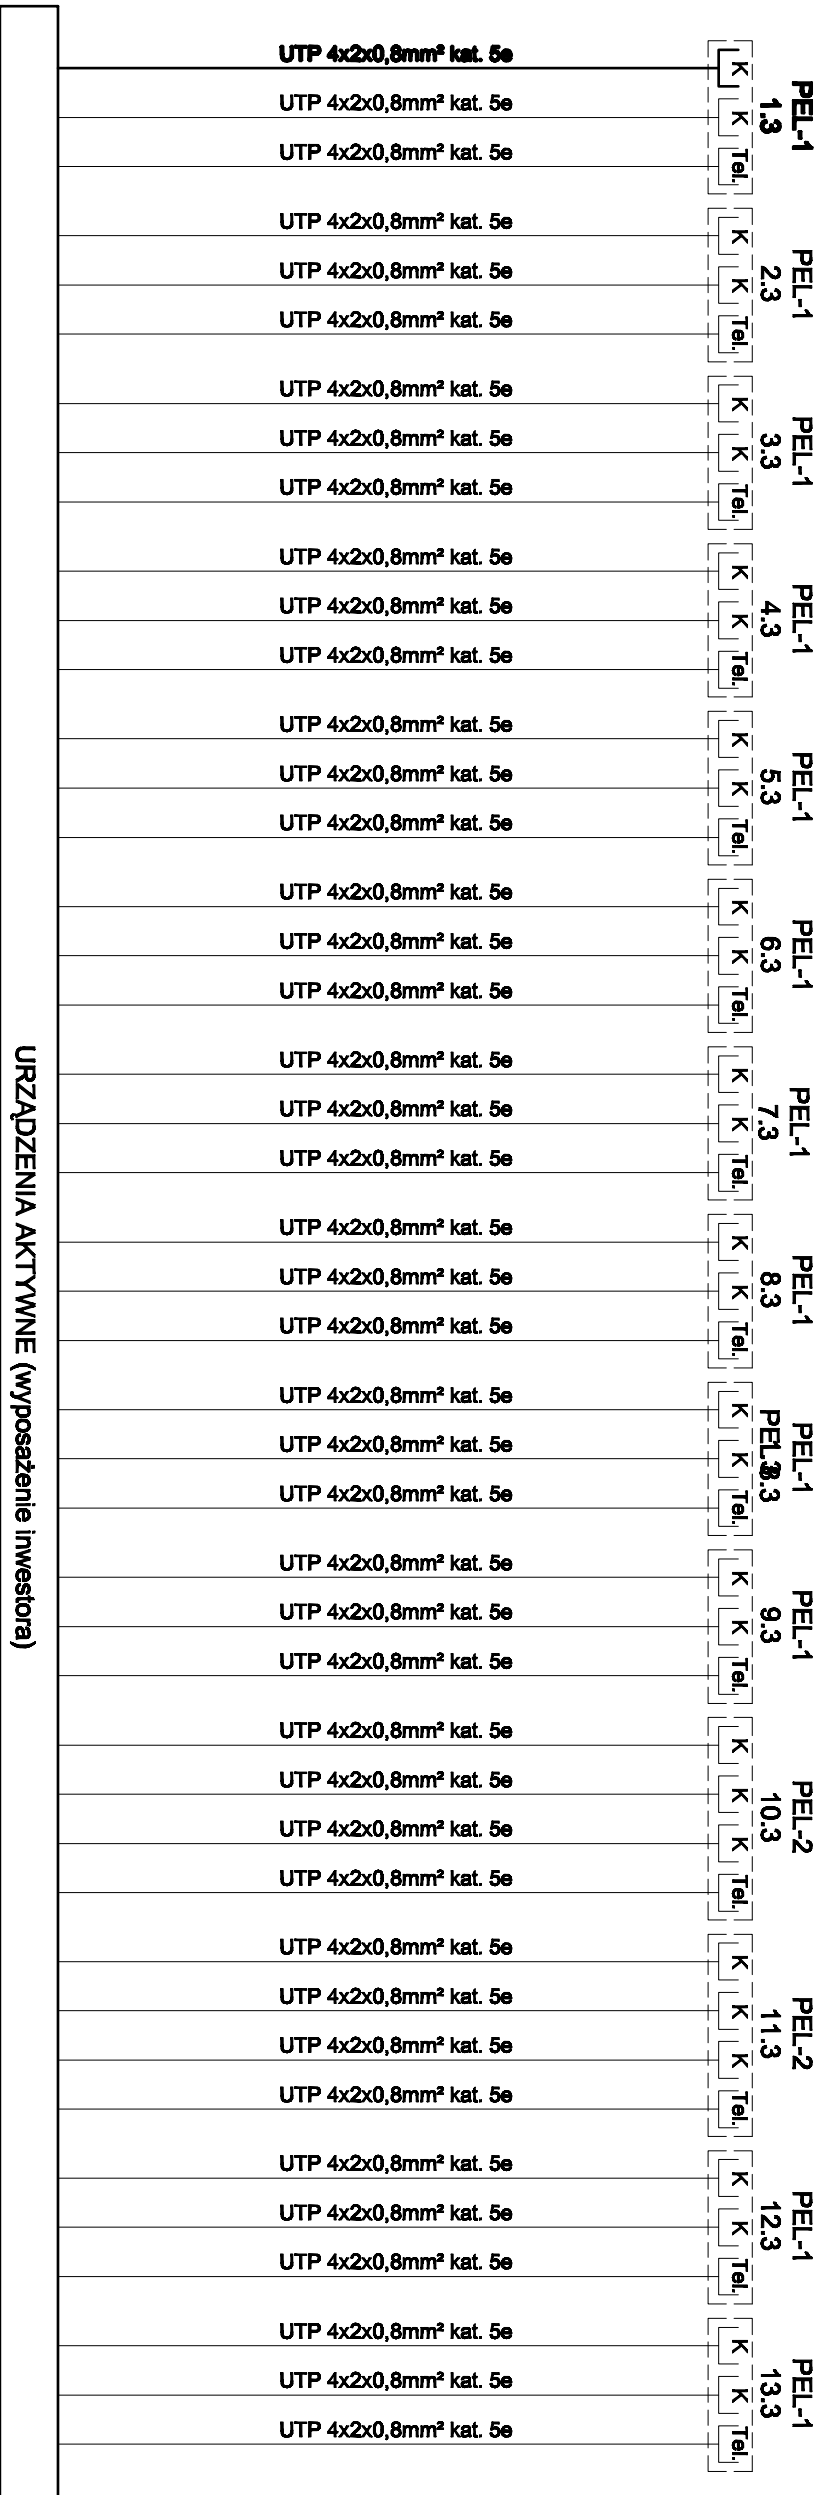 PEL-1
1.3
UTP 4x2x0,8mm² kat. 5e
K
UTP 4x2x0,8mm² kat. 5e
K
UTP 4x2x0,8mm² kat. 5e
Tel.
PEL-1
2.3
UTP 4x2x0,8mm² kat. 5e
K
UTP 4x2x0,8mm² kat. 5e
K
UTP 4x2x0,8mm² kat. 5e
Tel.
PEL-1
3.3
UTP 4x2x0,8mm² kat. 5e
K
UTP 4x2x0,8mm² kat. 5e
K
UTP 4x2x0,8mm² kat. 5e
Tel.
PEL-1
4.3
UTP 4x2x0,8mm² kat. 5e
K
UTP 4x2x0,8mm² kat. 5e
K
UTP 4x2x0,8mm² kat. 5e
Tel.
PEL-1
5.3
UTP 4x2x0,8mm² kat. 5e
K
UTP 4x2x0,8mm² kat. 5e
K
UTP 4x2x0,8mm² kat. 5e
Tel.
PEL-1
6.3
UTP 4x2x0,8mm² kat. 5e
K
UTP 4x2x0,8mm² kat. 5e
K
UTP 4x2x0,8mm² kat. 5e
Tel.
PEL-1
7.3
UTP 4x2x0,8mm² kat. 5e
K
UTP 4x2x0,8mm² kat. 5e
K
UTP 4x2x0,8mm² kat. 5e
Tel.
PEL-1
8.3
UTP 4x2x0,8mm² kat. 5e
K
UTP 4x2x0,8mm² kat. 5e
K
UTP 4x2x0,8mm² kat. 5e
Tel.
PEL-1
UTP 4x2x0,8mm² kat. 5e
K
UTP 4x2x0,8mm² kat. 5e
K
UTP 4x2x0,8mm² kat. 5e
Tel.
PEL-1
9.3
UTP 4x2x0,8mm² kat. 5e
K
UTP 4x2x0,8mm² kat. 5e
K
UTP 4x2x0,8mm² kat. 5e
Tel.
PEL-2
10.3
UTP 4x2x0,8mm² kat. 5e
K
UTP 4x2x0,8mm² kat. 5e
K
UTP 4x2x0,8mm² kat. 5e
K
UTP 4x2x0,8mm² kat. 5e
Tel.
PEL-2
11.3
UTP 4x2x0,8mm² kat. 5e
K
UTP 4x2x0,8mm² kat. 5e
K
UTP 4x2x0,8mm² kat. 5e
K
UTP 4x2x0,8mm² kat. 5e
Tel.
PEL-1
12.3
UTP 4x2x0,8mm² kat. 5e
K
UTP 4x2x0,8mm² kat. 5e
K
UTP 4x2x0,8mm² kat. 5e
Tel.
PEL-1
13.3
UTP 4x2x0,8mm² kat. 5e
K
UTP 4x2x0,8mm² kat. 5e
K
UTP 4x2x0,8mm² kat. 5e
Tel.
URZĄDZENIA AKTYWNE (wyposażenie inwestora)